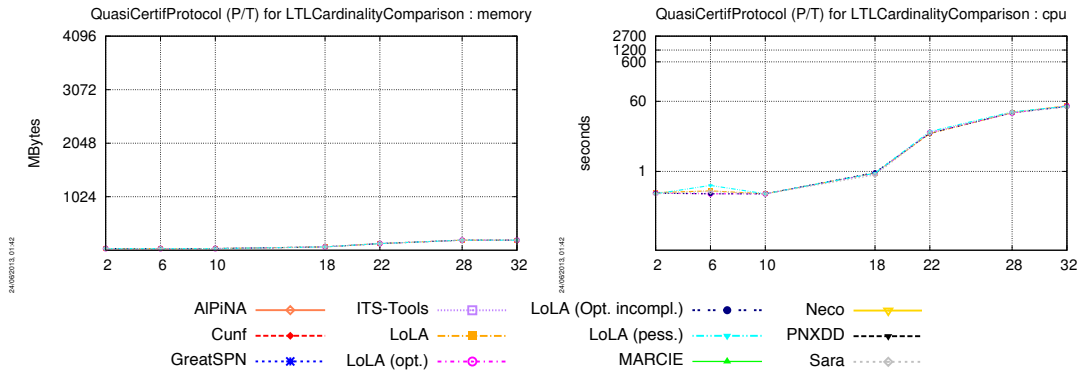 QuasiCertifProtocol (P/T) for LTLCardinalityComparison : memory
4096
3072
2048
1024
MBytes
2 6 10 18 22 28 32
24/06/2013, 01:42
QuasiCertifProtocol (P/T) for LTLCardinalityComparison : cpu
2700
1200
600
60
1
seconds
2 6 10 18 22 28 32
24/06/2013, 01:42
AlPiNA
Cunf
GreatSPN
ITS-Tools
LoLA
LoLA (opt.)
LoLA (Opt. incompl.)
LoLA (pess.)
MARCIE
Neco
PNXDD
Sara